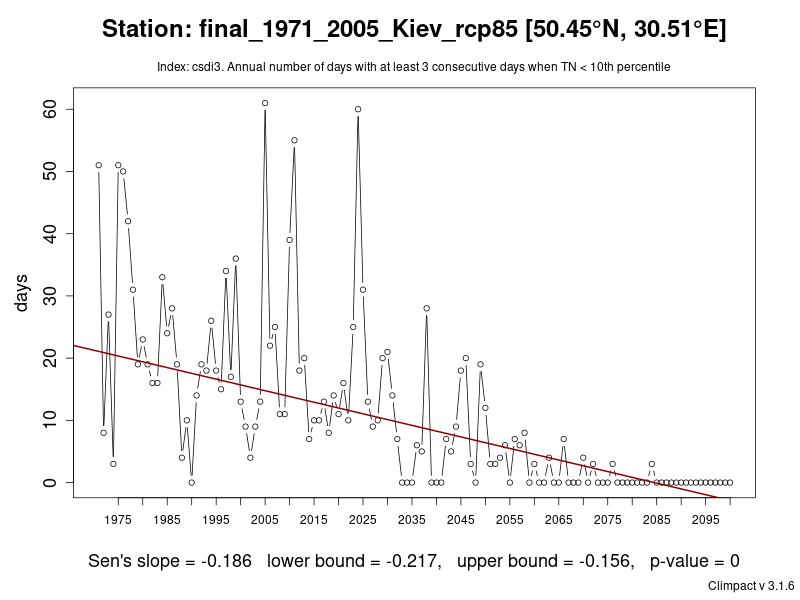 Station: final_1971_2005_Kiev_rcp85 [50.45°N, 30.51°E]
Index: csdi3. Annual number of days with at least 3 consecutive days when TN < 10th percentile
60
50
40
30
20
10
0
days
1975 1985 1995 2005 2015 2025 2035 2045 2055 2065 2075 2085 2095
Sen's slope = -0.186 lower bound = -0.217, upper bound = -0.156, p-value = 0
Climpact v 3.1.6